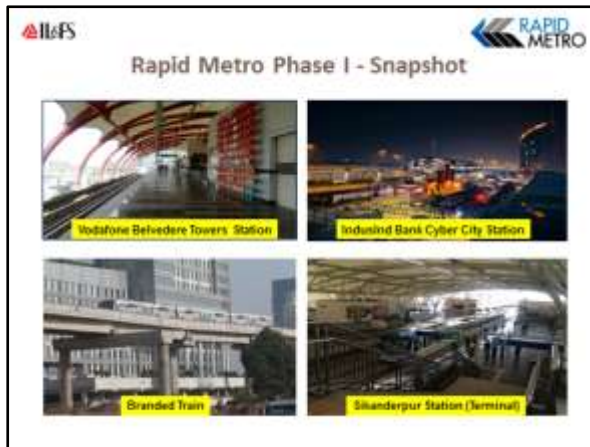 IL&FS
RAPID
METRO
Rapid Metro Phase I - Snapshot
Vodafone Belvedere Towers Station
Indusind Bank Cyber City Station
Branded Train
Sikanderpur Station (Terminal)